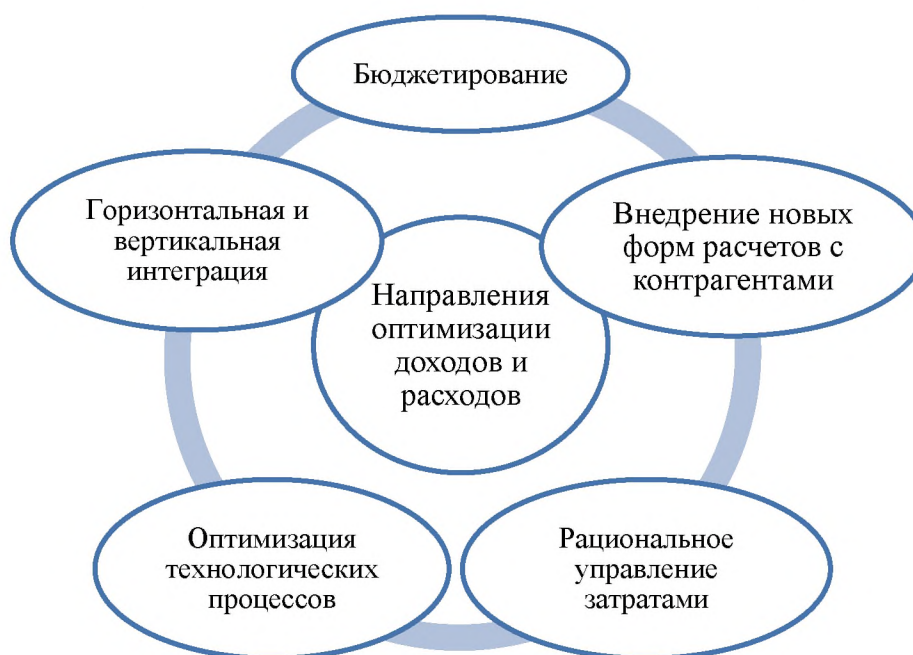 Бюджетирование
Горизонтальная и
вертикальная
интеграция
Внедрение новых
форм расчетов с
контрагентами
Направления
оптимизации
доходов и
расходов
Оптимизация
технологических
процессов
Рациональное
управление
затратами